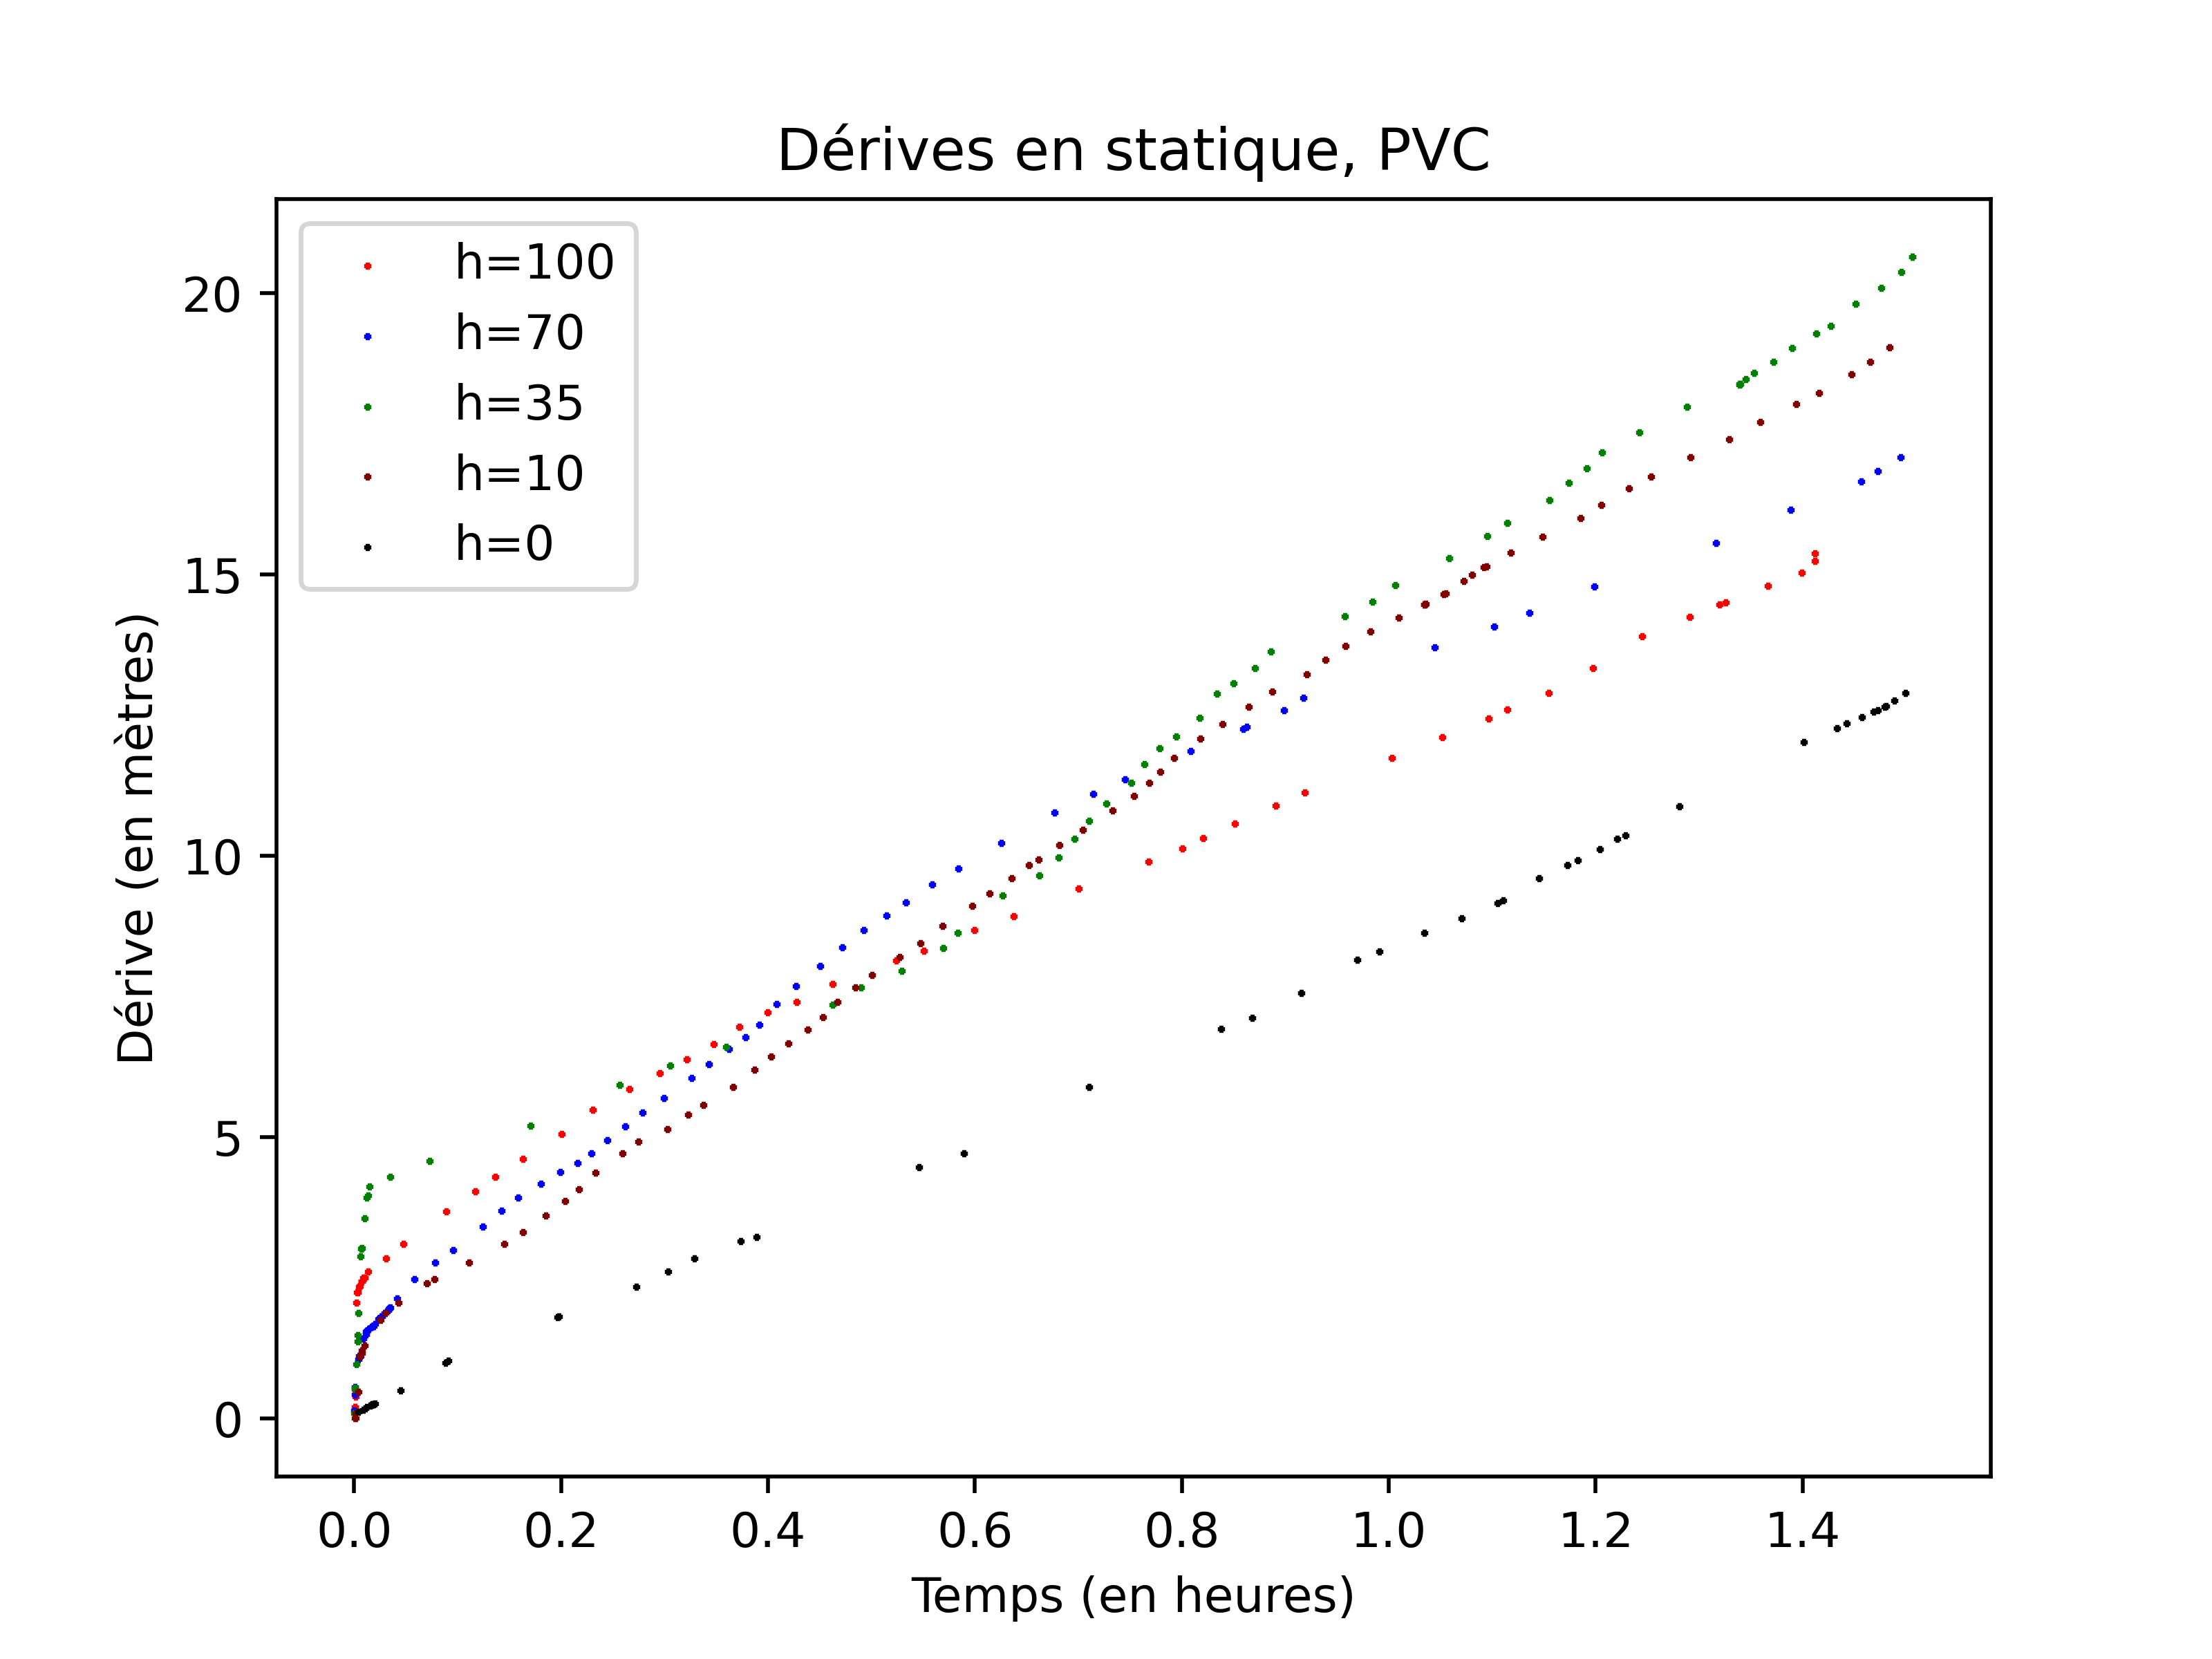 Dérives en statique, PVC
h=100
h=70
h=35
h=10
h=0
Dérive (en mètres)
20
15
10
5
0
0.0 0.2 0.4 0.6 0.8 1.0 1.2 1.4
Temps (en heures)